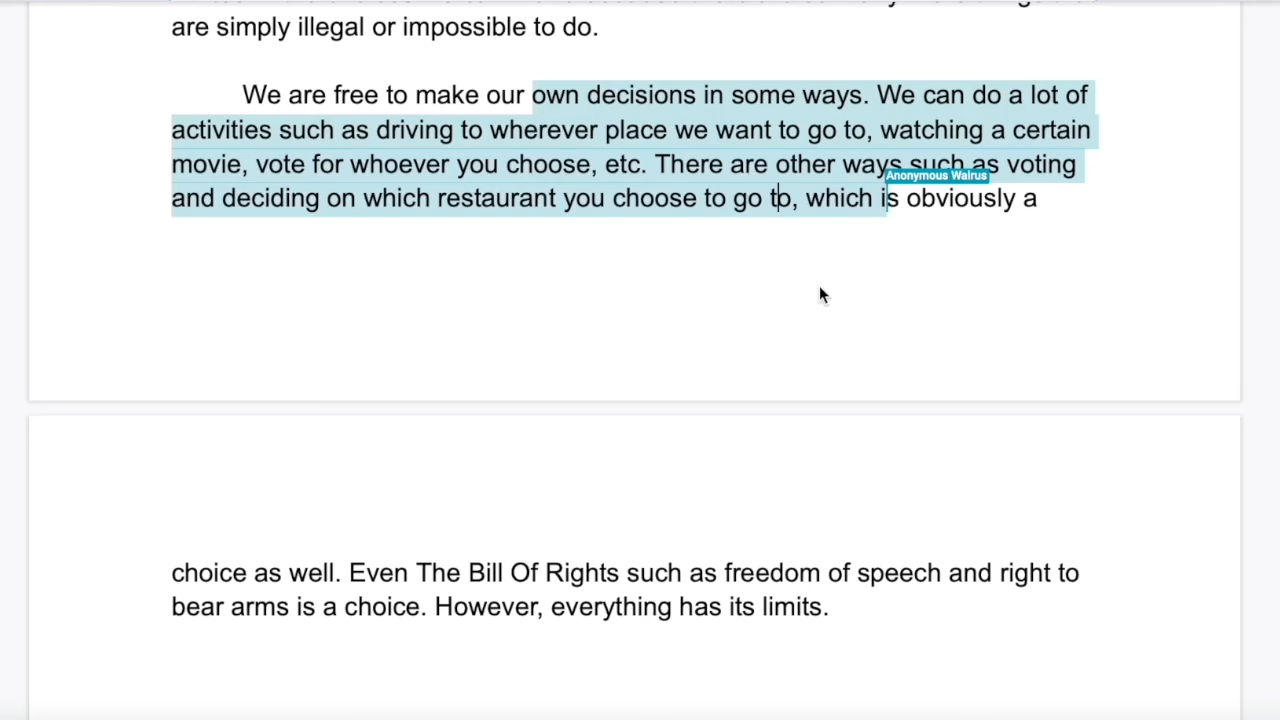 are simply illegal or impossible to do.
We are free to make our own decisions in some ways. We can do a lot of
activities such as driving to wherever place we want to go to, watching a certain
movie, vote for whoever you choose, etc. There are other ways such as voting
Anonymous Walrus
and deciding on which restaurant you choose to go to, which is obviously a
choice as well. Even The Bill Of Rights such as freedom of speech and right to
bear arms is a choice. However, everything has its limits.